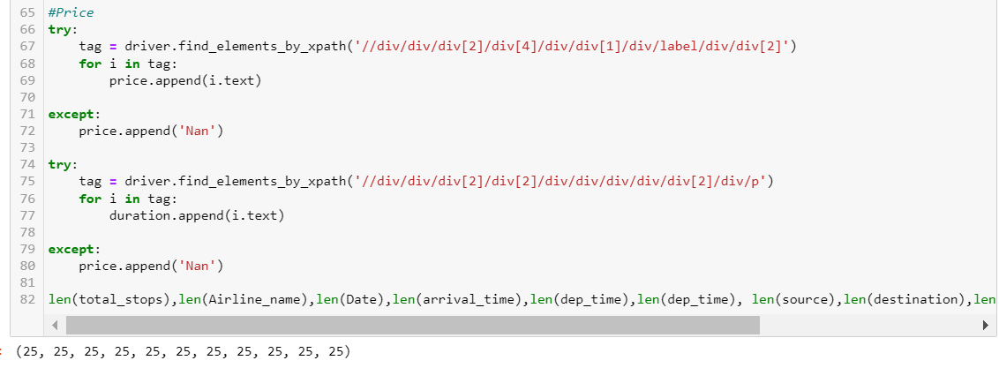 65 #Price
66 try:
67     tag = driver.find_elements_by_xpath('//div/div/div[2]/div[4]/div/div[1]/div/label/div/div[2]')
68     for i in tag:
69         price.append(i.text)
70
71 except:
72     price.append('Nan')
73
74 try:
75     tag = driver.find_elements_by_xpath('//div/div/div[2]/div[2]/div/div/div/div/div[2]/div/p')
76     for i in tag:
77         duration.append(i.text)
78
79 except:
80     price.append('Nan')
81
82 len(total_stops),len(Airline_name),len(Date),len(arrival_time),len(dep_time),len(dep_time), len(source),len(destination),len
: (25, 25, 25, 25, 25, 25, 25, 25, 25, 25, 25)